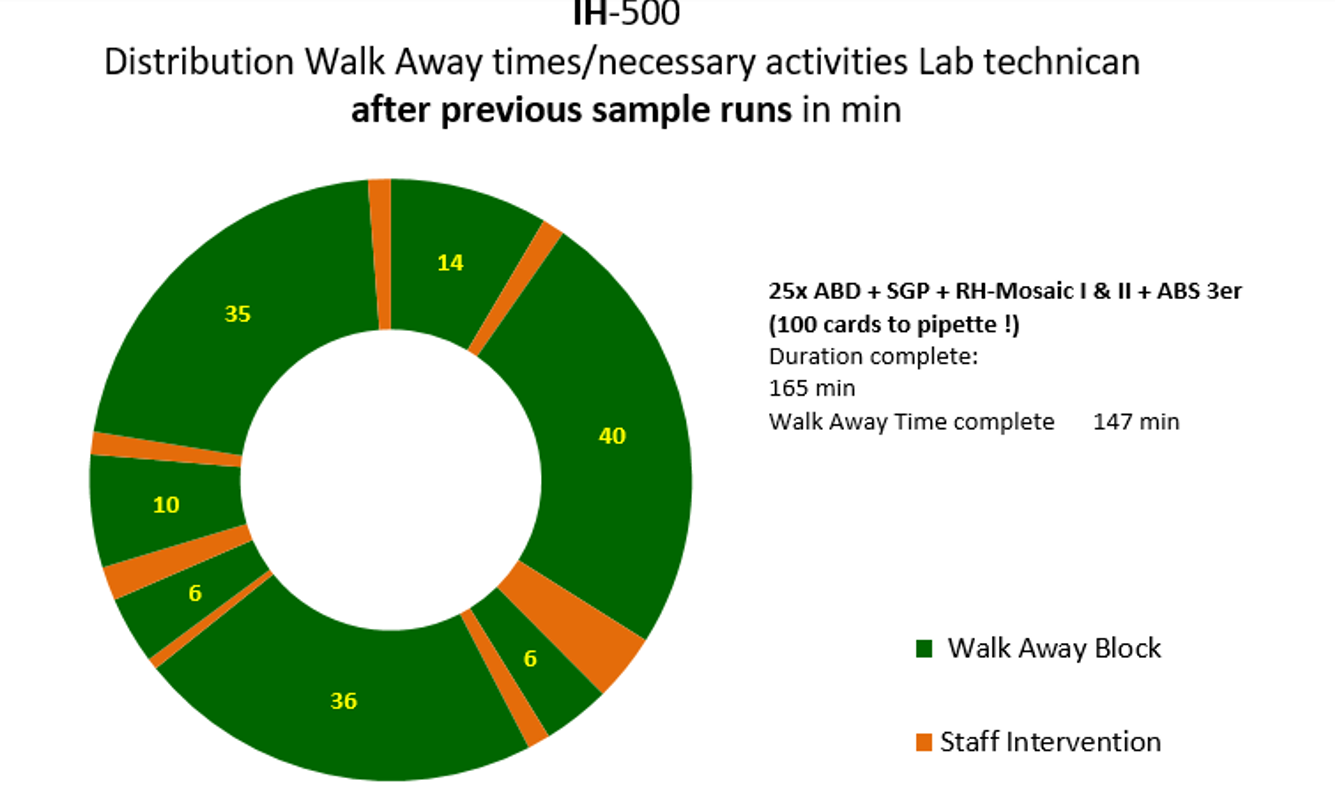 IH-500
Distribution Walk Away times/necessary activities Lab technican
after previous sample runs in min
14
35
25x ABD + SGP + RH-Mosaic I & II + ABS 3er
(100 cards to pipette !)
Duration complete:
165 min
Walk Away Time complete 147 min
40
10
6
6
36
Walk Away Block
Staff Intervention